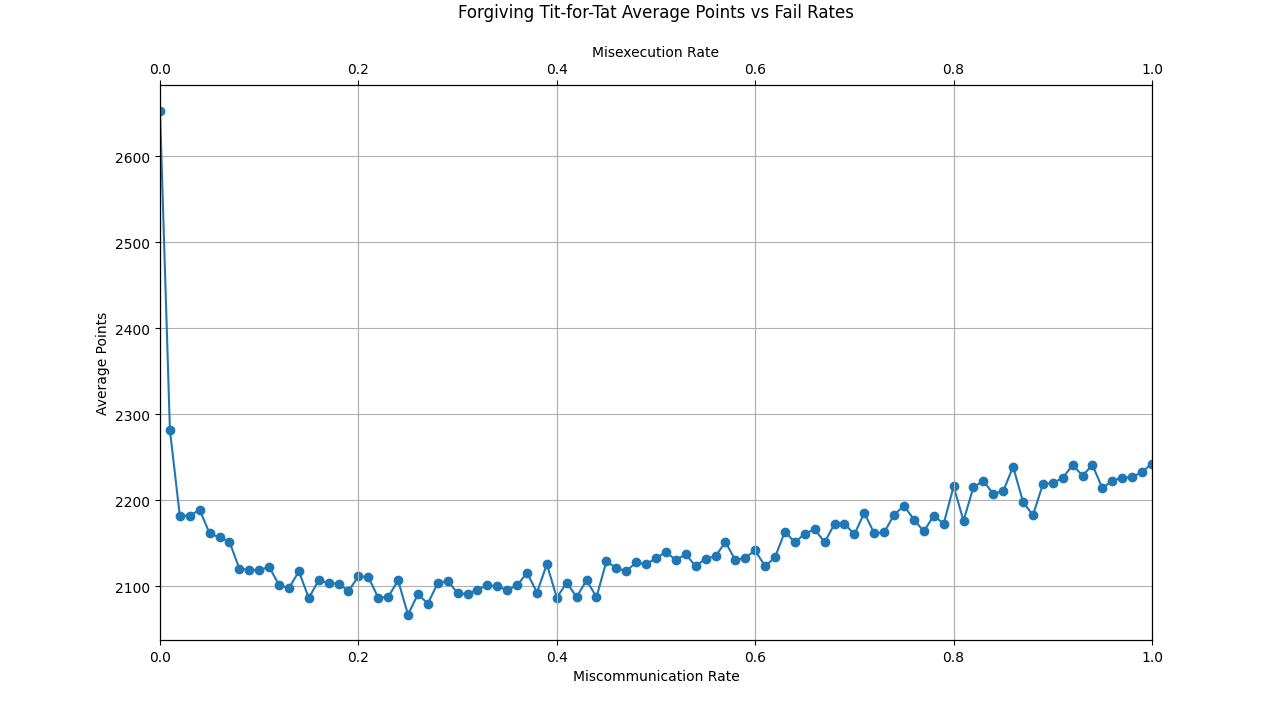 Forgiving Tit-for-Tat Average Points vs Fail Rates
Misexecution Rate
0.0 0.2 0.4 0.6 0.8 1.0
2600
2500
2400
2300
2200
2100
Average Points
0.0 0.2 0.4 0.6 0.8 1.0
Miscommunication Rate